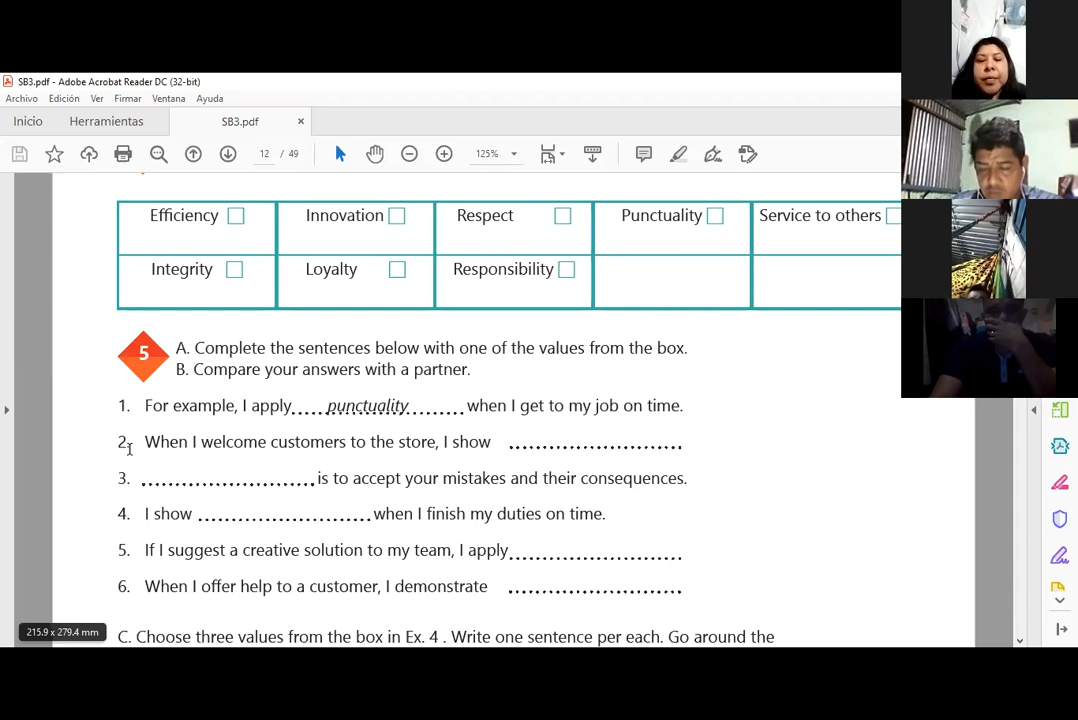 SB3.pdf - Adobe Acrobat Reader DC (32-bit)
Archivo Edición Ver Firmar Ventana Ayuda
Inicio Herramientas SB3.pdf ×
12 / 49 125%
Efficiency Innovation Respect Punctuality Service to others
Integrity Loyalty Responsibility
5 A. Complete the sentences below with one of the values from the box.
B. Compare your answers with a partner.
1. For example, I apply.....punctuality.........when I get to my job on time.
2. When I welcome customers to the store, I show ..............................
3. ..............................is to accept your mistakes and their consequences.
4. I show ..............................when I finish my duties on time.
5. If I suggest a creative solution to my team, I apply..............................
6. When I offer help to a customer, I demonstrate ..............................
215.9 x 279.4 mm
C. Choose three values from the box in Ex. 4 . Write one sentence per each. Go around the